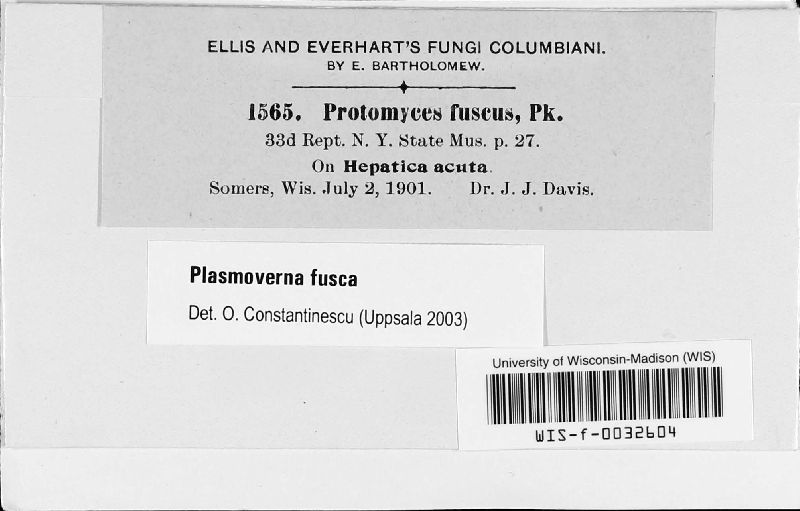 ELLIS AND EVERHART'S FUNGI COLUMBIANI.
BY E. BARTHOLOMEW.
1565. Protomyces fuscus, Pk.
33d Rept. N. Y. State Mus. p. 27.
On Hepatica acuta.
Somers, Wis. July 2, 1901. Dr. J. J. Davis.
Plasmoverna fusca
Det. O. Constantinescu (Uppsala 2003)
University of Wisconsin-Madison (WIS)
WIS-f-0032604